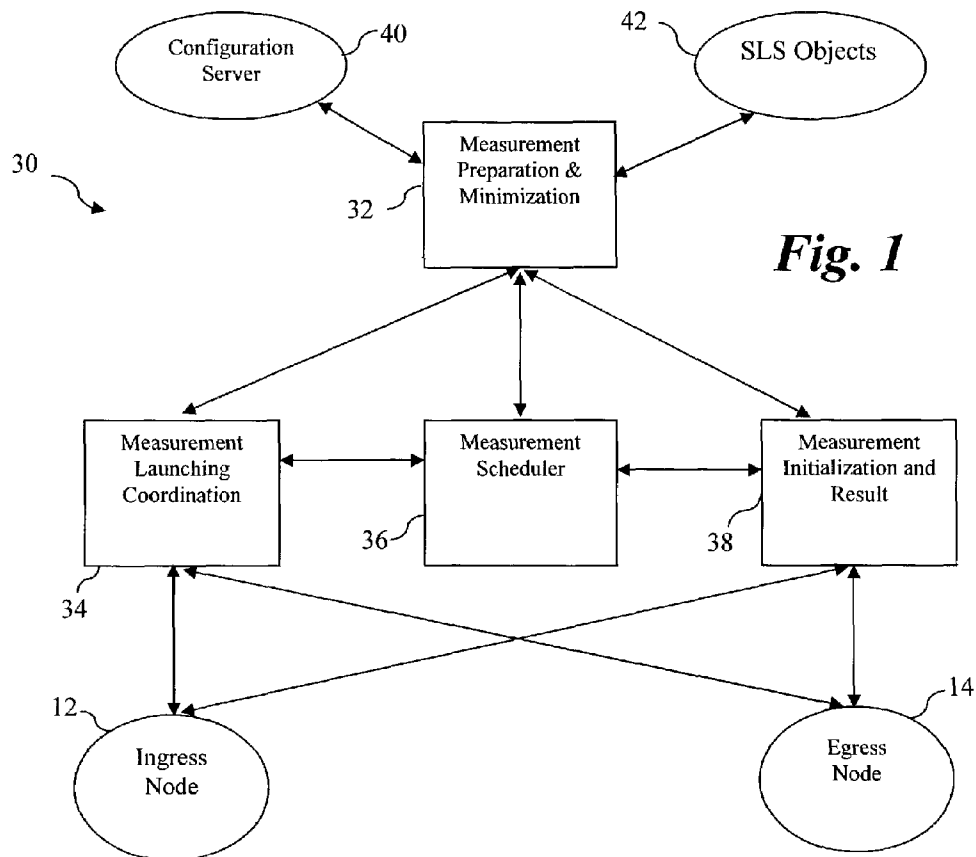 40
Configuration
Server
42
SLS Objects
30
32
Measurement
Preparation &
Minimization
Fig. 1
Measurement
Launching
Coordination
34
Measurement
Scheduler
36
Measurement
Initialization and
Result
38
12
Ingress
Node
14
Egress
Node